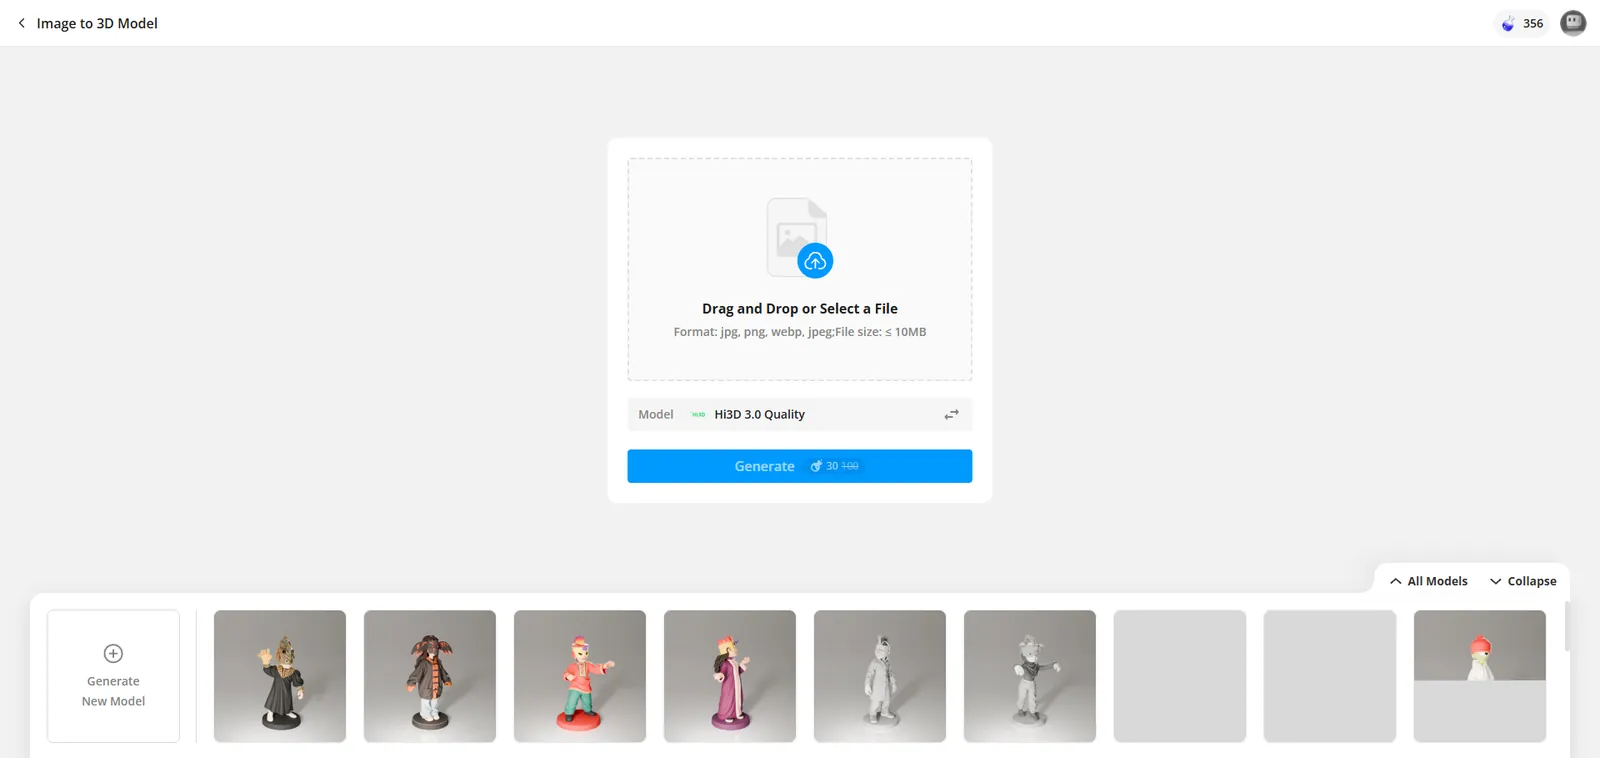 Image to 3D Model
356
Drag and Drop or Select a File
Format: jpg, png, webp, jpeg;File size: ≤ 10MB
Model Hi3D Hi3D 3.0 Quality
Generate 30 100
All Models Collapse
Generate
New Model